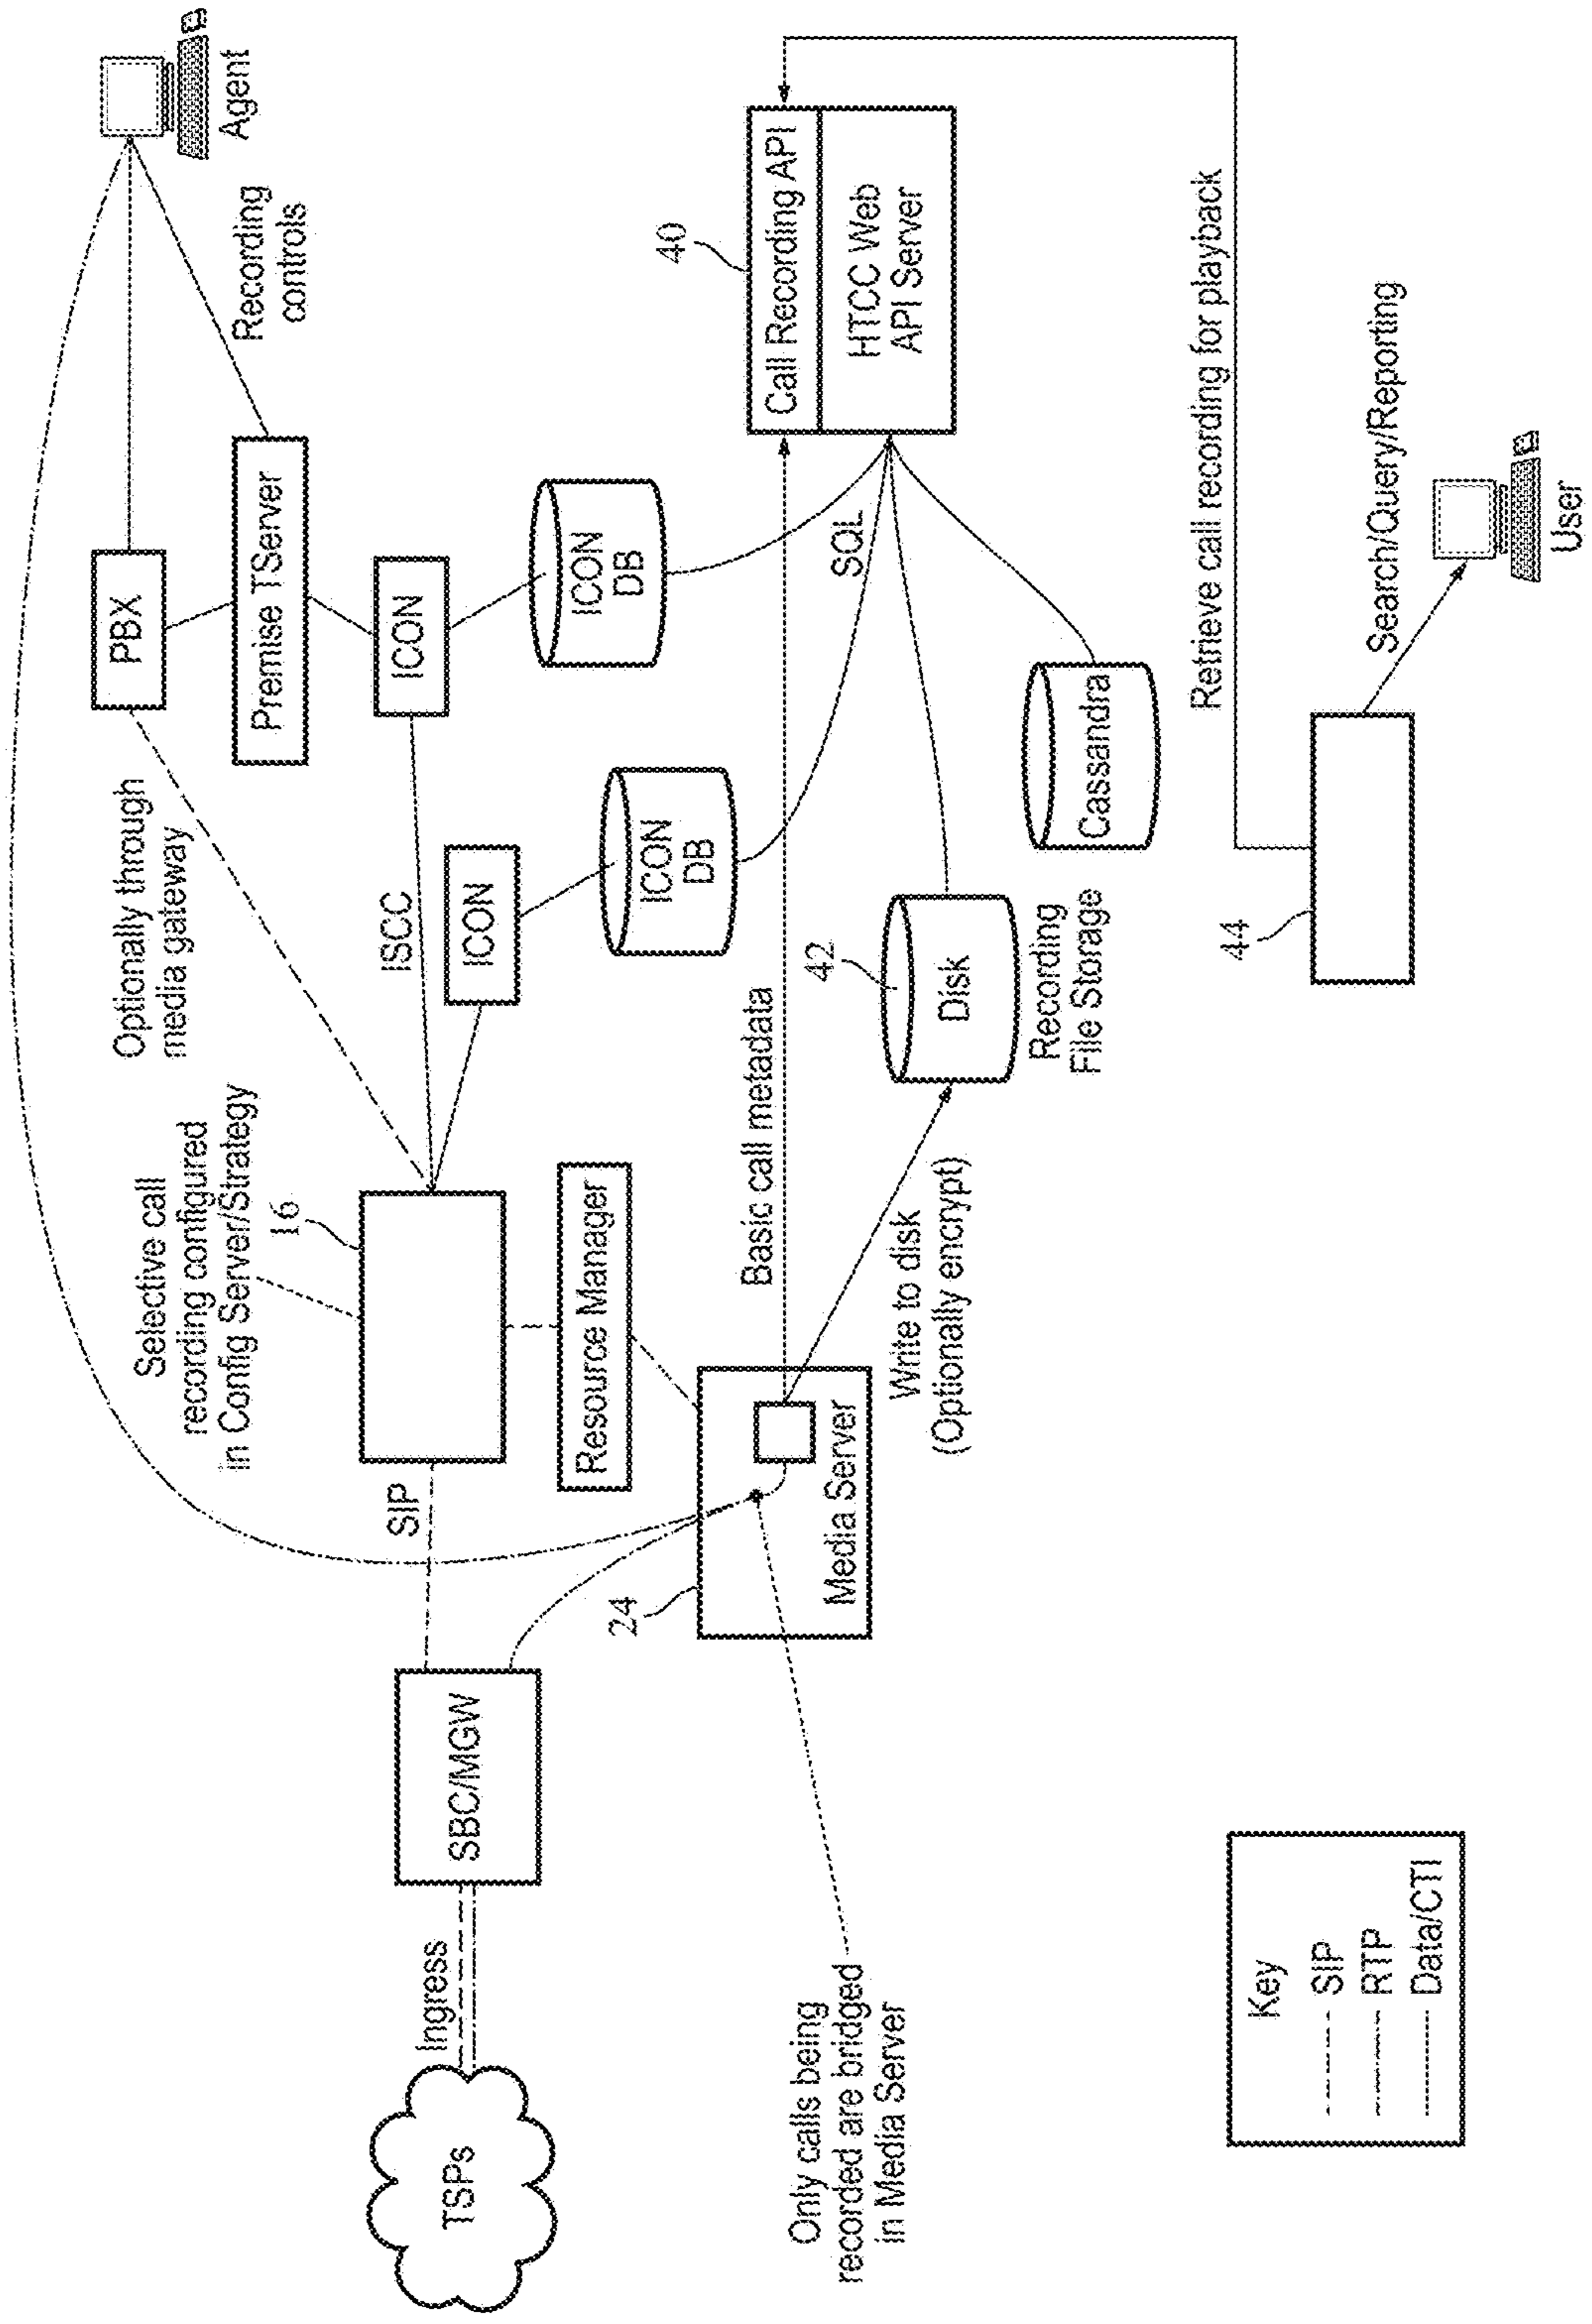 TSPs
Ingress
SBC/MGW
SIP
Selective call
recording configured
in Config Server/Strategy
16
Resource Manager
24
Media Server
Only calls being
recorded are bridged
in Media Server
Optionally through
media gateway
ISCC
ICON
ICON
DB
PBX
Premise TServer
ICON
ICON
DB
Agent
Recording
controls
Basic call metadata
Write to disk
(Optionally encrypt)
42
Disk
Recording
File Storage
Cassandra
SQL
40
Call Recording API
HTCC Web
API Server
Retrieve call recording for playback
44
Search/Query/Reporting
User
Key
SIP
RTP
Data/CTI